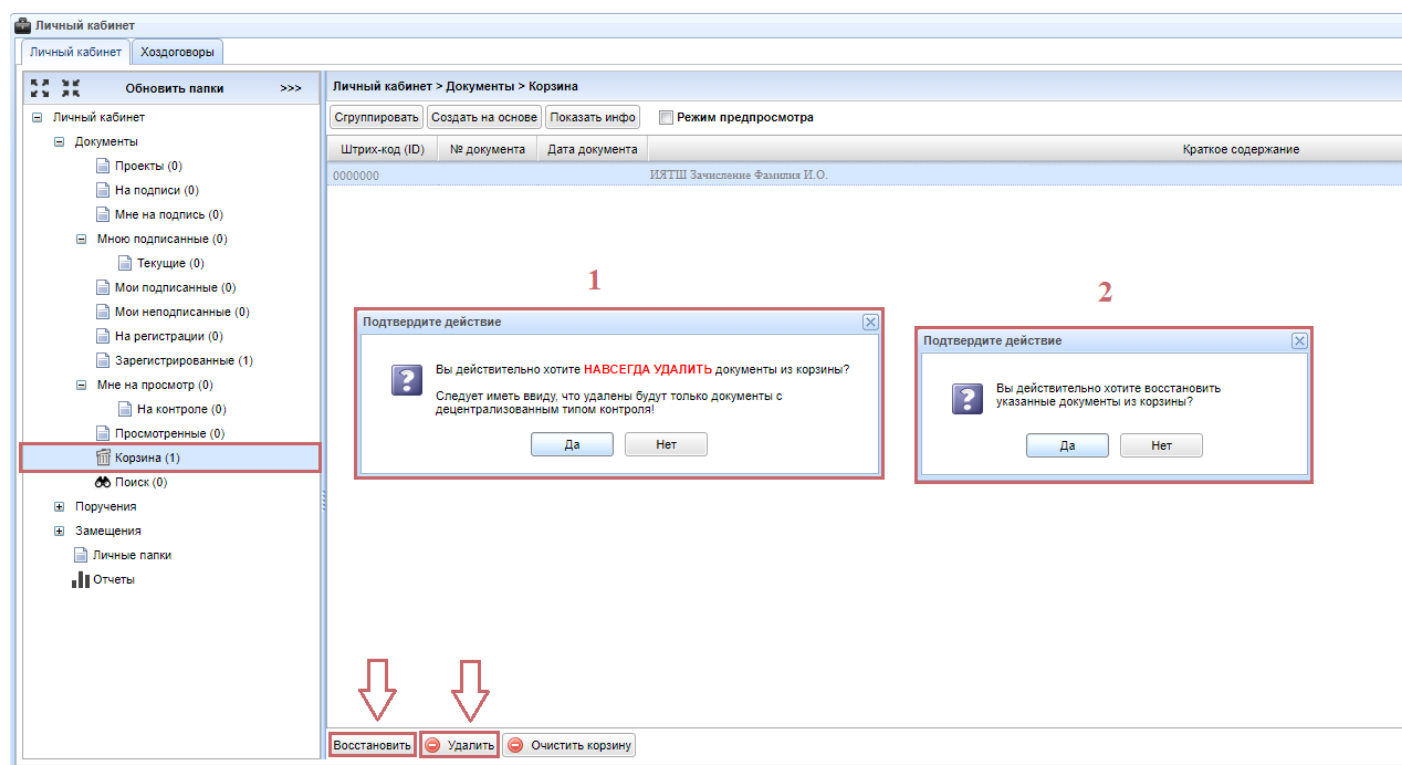 Личный кабинет
Личный кабинет Хоздоговоры
Обновить папки >>>
Личный кабинет
Документы
Проекты (0)
На подписи (0)
Мне на подпись (0)
Мною подписанные (0)
Текущие (0)
Мои подписанные (0)
Мои неподписанные (0)
На регистрации (0)
Зарегистрированные (1)
Мне на просмотр (0)
На контроле (0)
Просмотренные (0)
Корзина (1)
Поиск (0)
Поручения
Замещения
Личные папки
Отчеты
Личный кабинет > Документы > Корзина
Сгруппировать Создать на основе Показать инфо Режим предпросмотра
Штрих-код (ID) № документа Дата документа Краткое содержание
0000000 ИЯТШ Зачисление Фамилия И.О.
1
Подтвердите действие
Вы действительно хотите НАВСЕГДА УДАЛИТЬ документы из корзины?
Следует иметь ввиду, что удалены будут только документы с
децентрализованным типом контроля!
Да Нет
2
Подтвердите действие
Вы действительно хотите восстановить
указанные документы из корзины?
Да Нет
Восстановить Удалить Очистить корзину